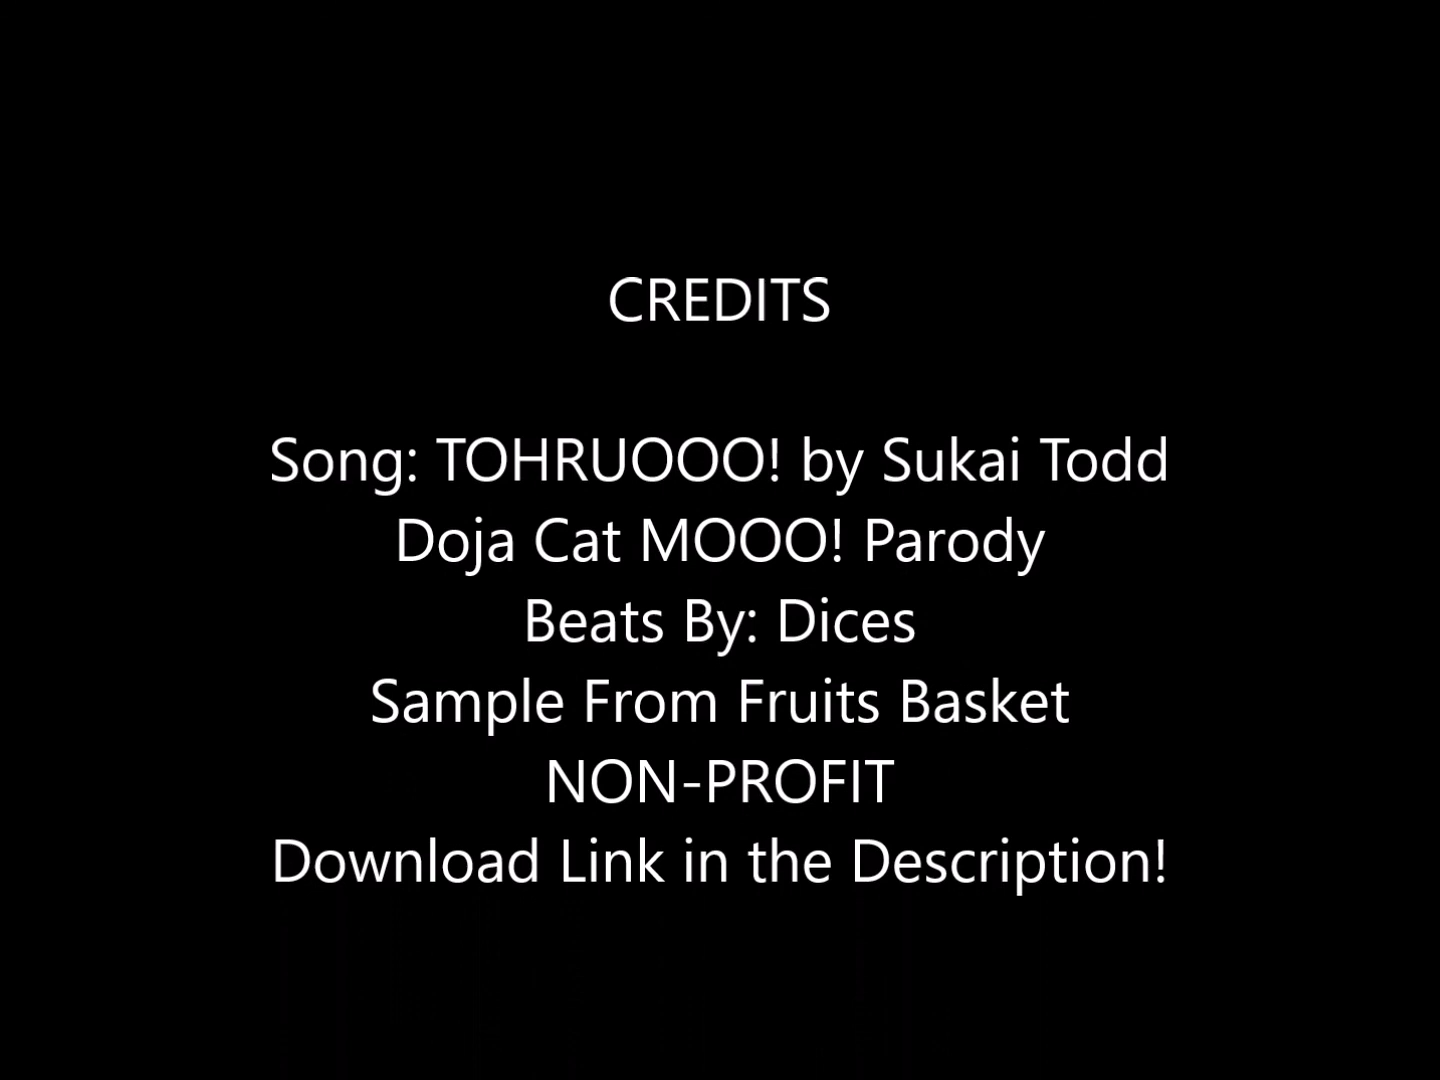 CREDITS
Song: TOHRUOOO! by Sukai Todd
Doja Cat MOOO! Parody
Beats By: Dices
Sample From Fruits Basket
NON-PROFIT
Download Link in the Description!